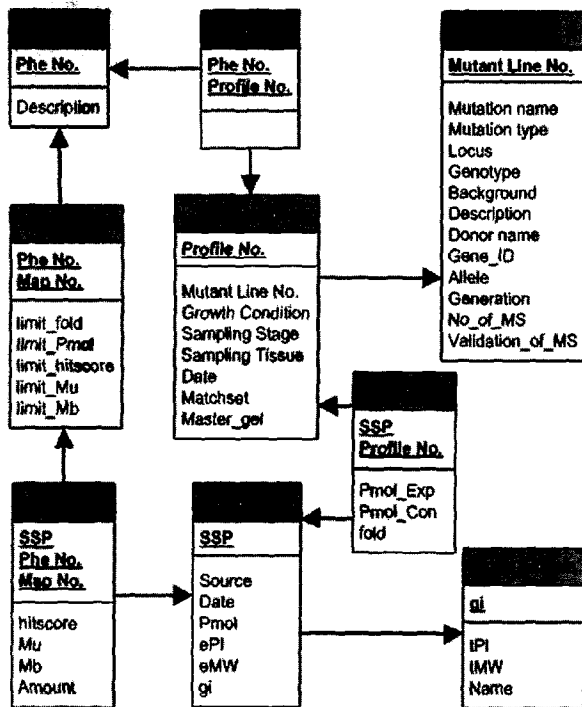 Phe No.
Description
Phe No.
Profile No.
Mutant Line No.
Mutation name
Mutation type
Locus
Genotype
Background
Description
Donor name
Gene_ID
Allele
Generation
No_of_MS
Validation_of_MS
Phe No.
Map No.
limit_fold
limit_Pmol
limit_hitscore
limit_Mu
limit_Mb
Profile No.
Mutant Line No.
Growth Condition
Sampling Stage
Sampling Tissue
Date
Matchset
Master_gel
SSP
Profile No.
Pmol_Exp
Pmol_Con
fold
SSP
Phe No.
Map No.
hitscore
Mu
Mb
Amount
SSP
Source
Date
Pmol
ePI
eMW
gi
gi
tPI
tMW
Name